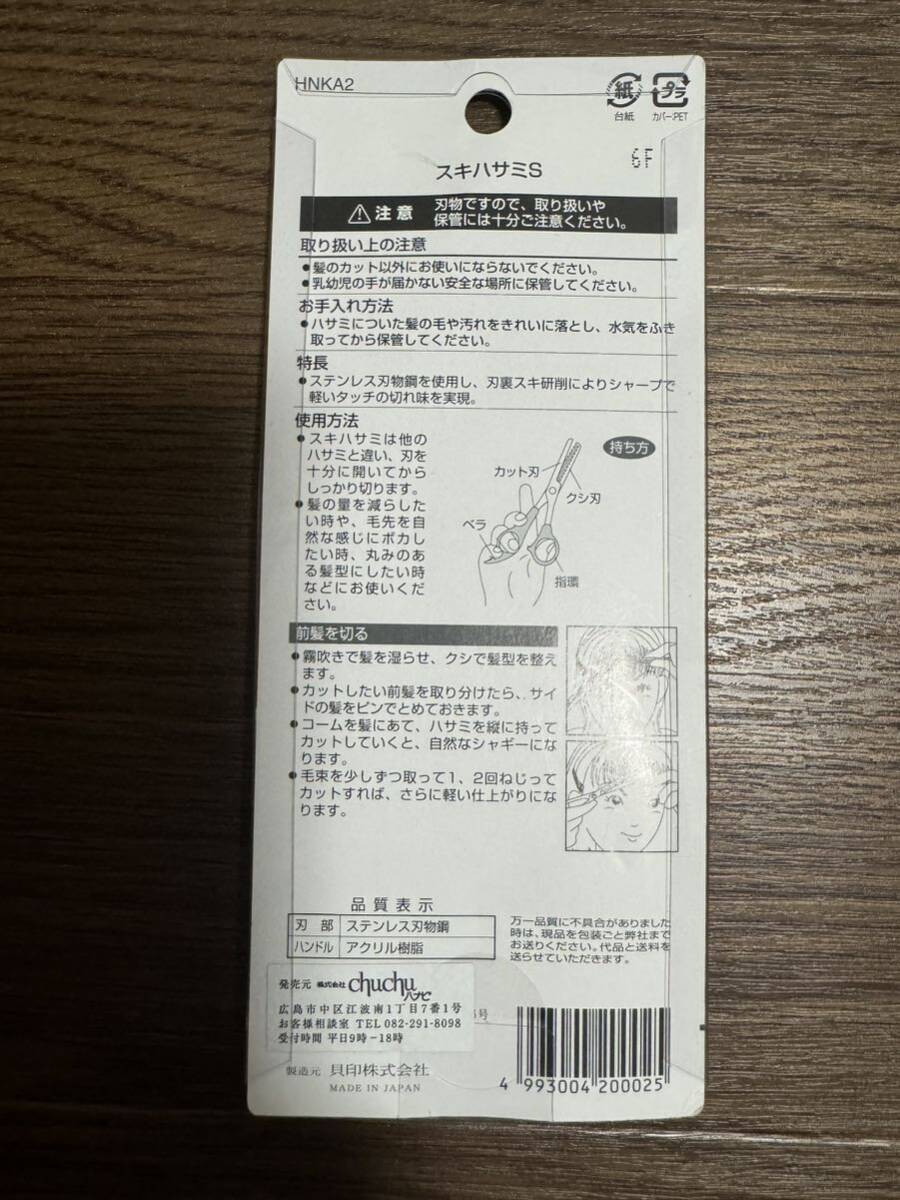 HNKA2
紙
台紙
プラ
カバー:PET
6F
スキハサミS
注意 刃物ですので、取り扱いや
保管には十分ご注意ください。
取り扱い上の注意
●髪のカット以外にお使いにならないでください。
●乳幼児の手が届かない安全な場所に保管してください。
お手入れ方法
●ハサミについた髪の毛や汚れをきれいに落とし、水気をふき
取ってから保管してください。
特長
●ステンレス刃物鋼を使用し、刃裏スキ研削によりシャープで
軽いタッチの切れ味を実現。
使用方法
●スキハサミは他の
ハサミと違い、刃を
十分に開いてから
しっかり切ります。
●髪の量を減らした
い時や、毛先を自
然な感じにボカし
たい時、丸みのあ
る髪型にしたい時
などにお使いくだ
さい。
持ち方
カット刃
クシ刃
ベラ
指環
前髪を切る
●霧吹きで髪を湿らせ、クシで髪型を整え
ます。
●カットしたい前髪を取り分けたら、サイ
ドの髪をピンでとめておきます。
●コームを髪にあて、ハサミを縦に持って
カットしていくと、自然なシャギーにな
ります。
●毛束を少しずつ取って1、2回ねじって
カットすれば、さらに軽い仕上がりにな
ります。
品質表示
刃部 ステンレス刃物鋼
ハンドル アクリル樹脂
万一品質に不具合がありました
時は、現品を包装ごと弊社まで
お送りください。代品と送料を
送らせていただきます。
発売元 株式会社 chuchu
ハナビ
広島市中区江波南1丁目7番1号
お客様相談室 TEL 082-291-8098
受付時間 平日9時－18時
号
製造元 貝印株式会社
MADE IN JAPAN
4 993004 200025